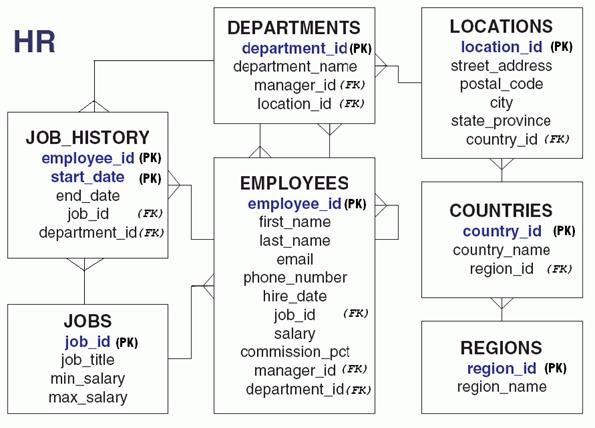 HR
DEPARTMENTS
department_id (PK)
department_name
manager_id (FK)
location_id (FK)
LOCATIONS
location_id (PK)
street_address
postal_code
city
state_province
country_id (FK)
JOB_HISTORY
employee_id (PK)
start_date (PK)
end_date
job_id (FK)
department_id (FK)
EMPLOYEES
employee_id (PK)
first_name
last_name
email
phone_number
hire_date
job_id (FK)
salary
commission_pct
manager_id (FK)
department_id (FK)
COUNTRIES
country_id (PK)
country_name
region_id (FK)
JOBS
job_id (PK)
job_title
min_salary
max_salary
REGIONS
region_id (PK)
region_name